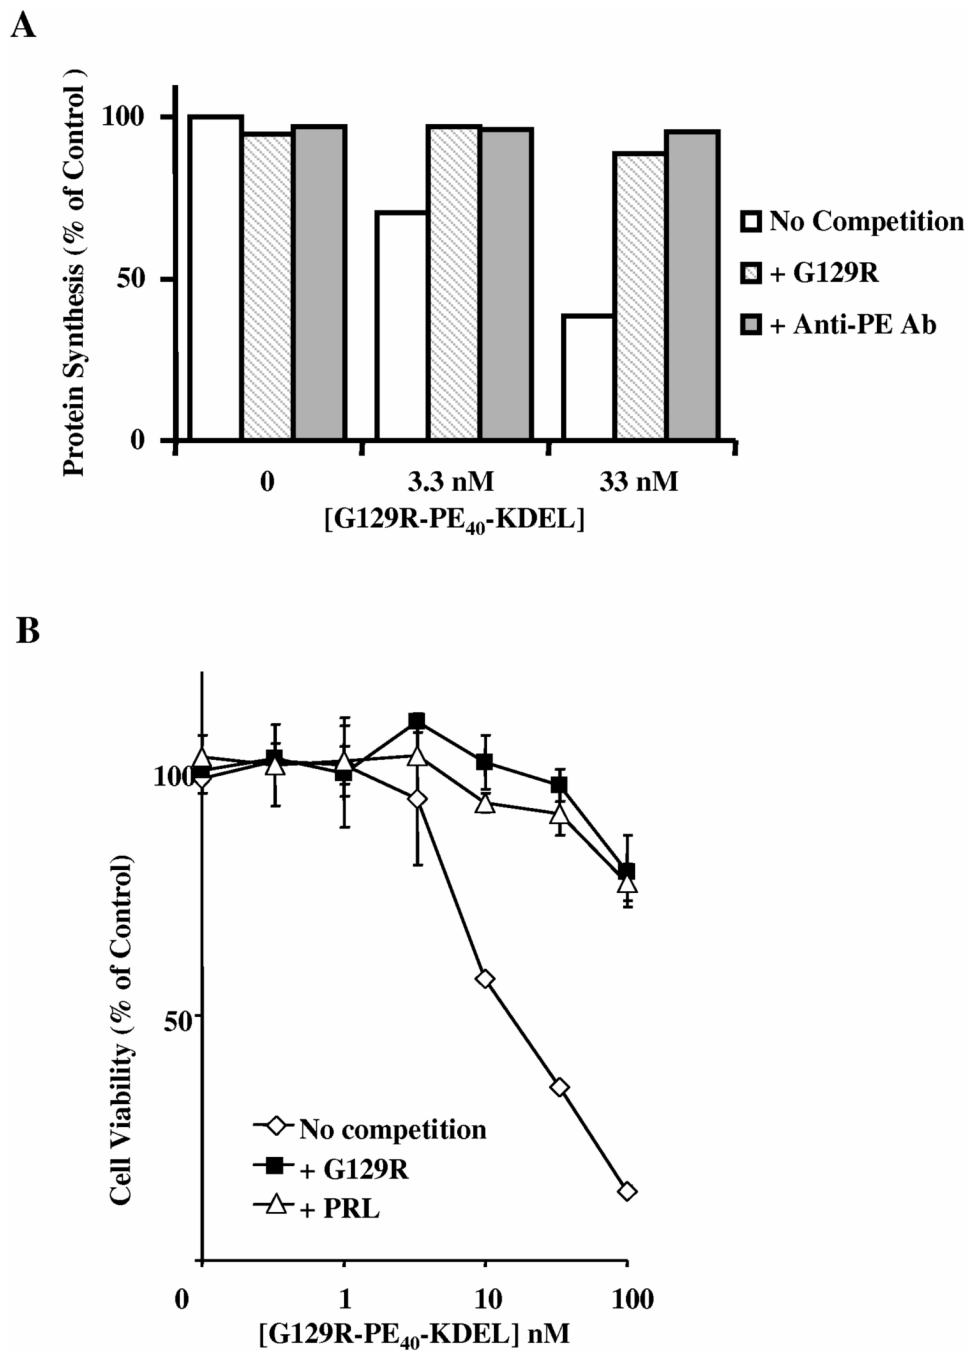 A
Protein Synthesis (% of Control )
100
50
0
0 3.3 nM 33 nM
[G129R-PE40-KDEL]
No Competition
+ G129R
+ Anti-PE Ab
B
Cell Viability (% of Control)
100
50
No competition
+ G129R
+ PRL
0 1 10 100
[G129R-PE40-KDEL] nM